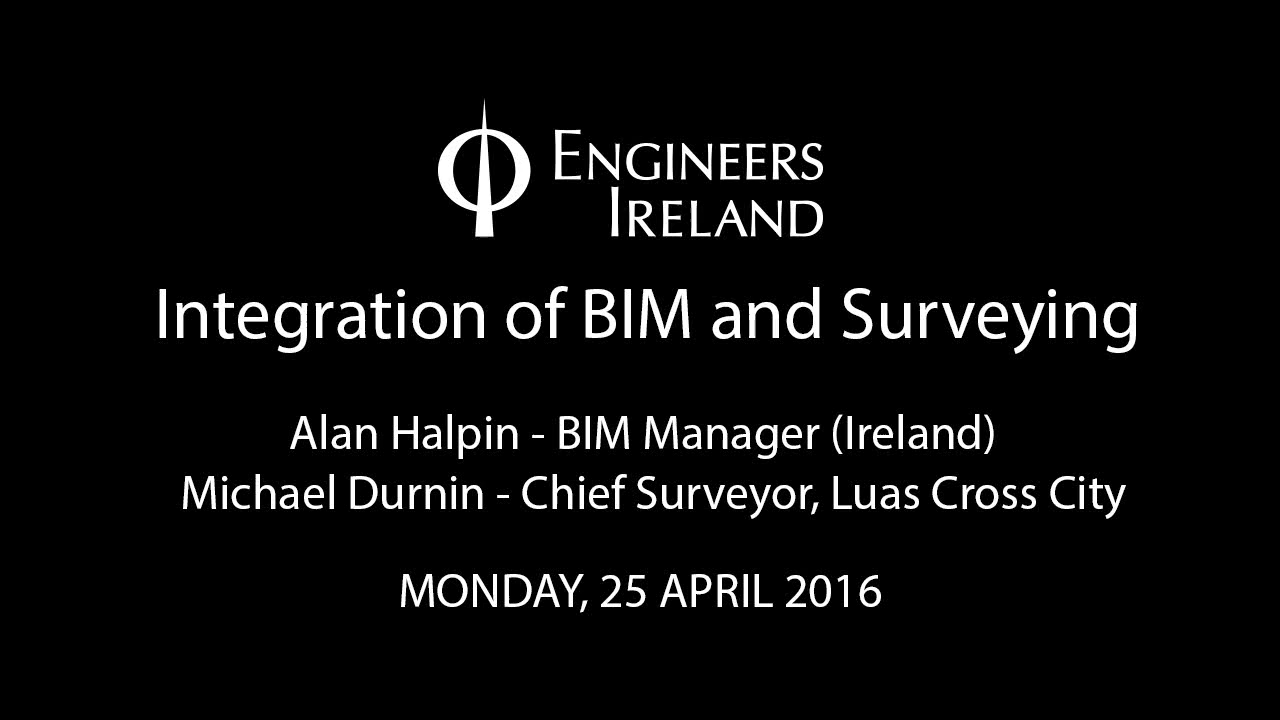 ENGINEERS
IRELAND
Integration of BIM and Surveying
Alan Halpin - BIM Manager (Ireland)
Michael Durnin - Chief Surveyor, Luas Cross City
MONDAY, 25 APRIL 2016